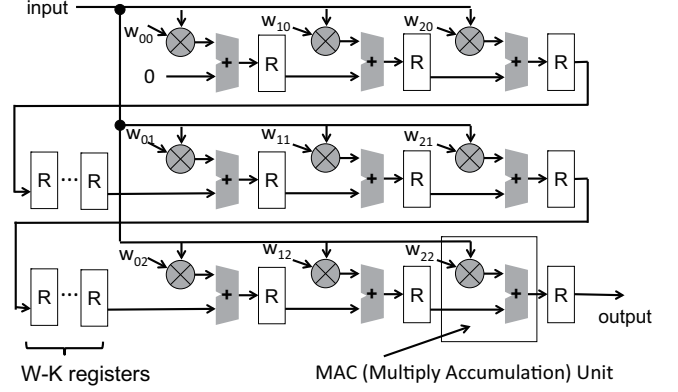 input
w00 w10 w20
+ R + R + R
0
w01 w11 w21
R ... R + R + R + R
w02 w12 w22
R ... R + R + R + R
output
W-K registers
MAC (Multiply Accumulation) Unit